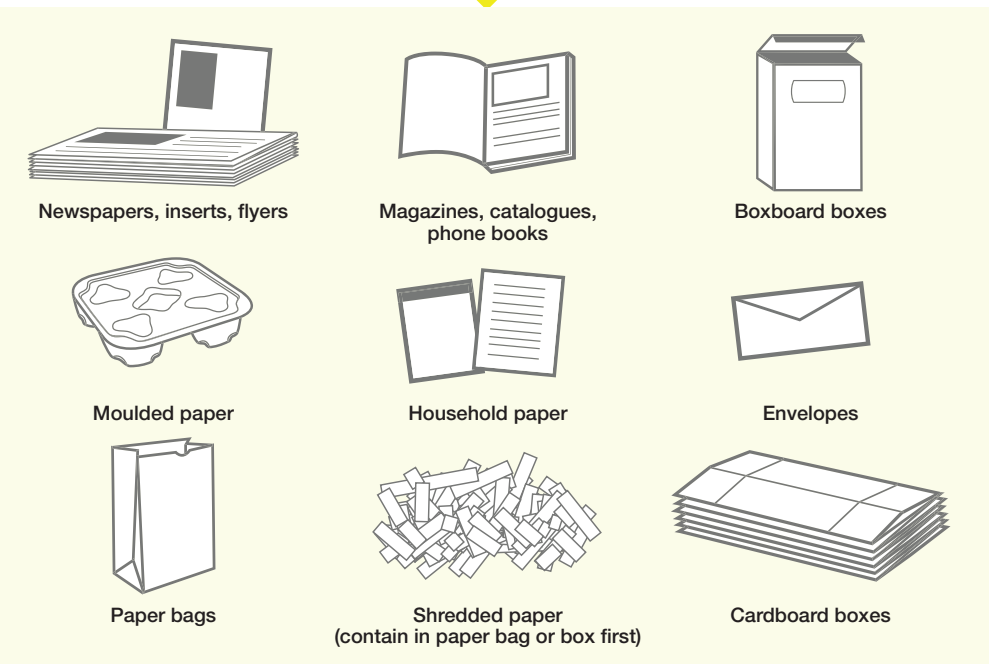 Newspapers, inserts, flyers
Magazines, catalogues,
phone books
Boxboard boxes
Moulded paper
Household paper
Envelopes
Paper bags
Shredded paper
(contain in paper bag or box first)
Cardboard boxes